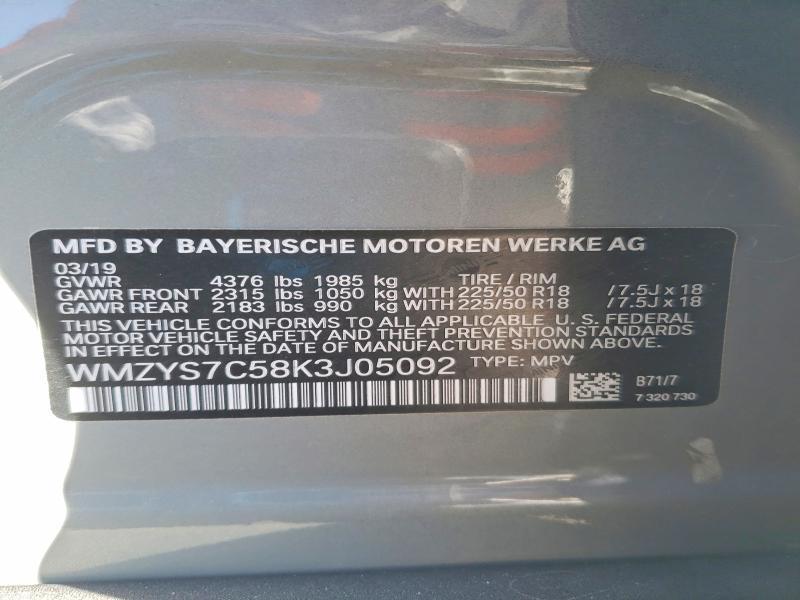 MFD BY BAYERISCHE MOTOREN WERKE AG
03/19
GVWR 4376 lbs 1985 kg TIRE / RIM
GAWR FRONT 2315 lbs 1050 kg WITH 225/50 R18 / 7.5J x 18
GAWR REAR 2183 lbs 990 kg WITH 225/50 R18 / 7.5J x 18
THIS VEHICLE CONFORMS TO ALL APPLICABLE U. S. FEDERAL
MOTOR VEHICLE SAFETY AND THEFT PREVENTION STANDARDS
IN EFFECT ON THE DATE OF MANUFACTURE SHOWN ABOVE.
WMZYS7C58K3J05092 TYPE: MPV
B71/7
7 320 730